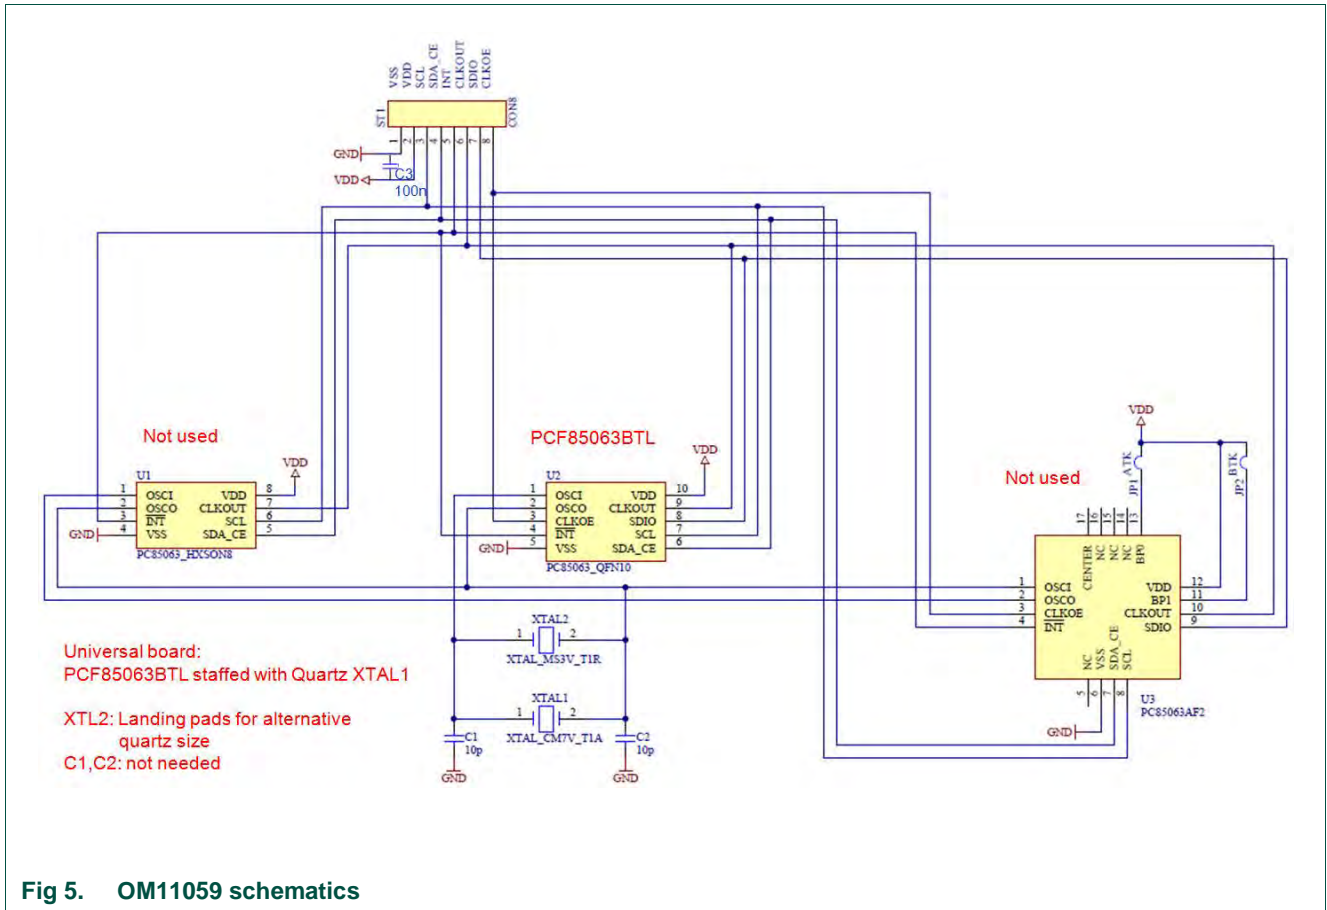 VSS
VDD
SCL
SDA_CE
INT
CLKOUT
SDIO
CLKOE
ST1
CON8
1
2
3
4
5
6
7
8
GND
VDD
C3
100n
Not used
PCF85063BTL
Not used
VDD
U1
1 OSCI VDD 8
2 OSCO CLKOUT 7
3 INT SCL 6
4 VSS SDA_CE 5
GND
PC85063_HXSON8
VDD
U2
1 OSCI VDD 10
2 OSCO CLKOUT 9
3 CLKOE SDIO 8
4 INT SCL 7
5 VSS SDA_CE 6
GND
PC85063_QFN10
VDD
JP1 ATK
JP2 BTK
17
16
15
14
13
CENTER
NC
NC
NC
BP0
1 OSCI VDD 12
2 OSCO BP1 11
3 CLKOE CLKOUT 10
4 INT SDIO 9
NC
VSS
SDA_CE
SCL
5
6
7
8
GND
U3
PC85063AF2
XTAL2
1 2
XTAL_MS3V_T1R
XTAL1
1 2
XTAL_CM7V_T1A
C1
10p
C2
10p
GND
GND
Universal board:
PCF85063BTL staffed with Quartz XTAL1
XTL2: Landing pads for alternative
quartz size
C1,C2: not needed
Fig 5. OM11059 schematics